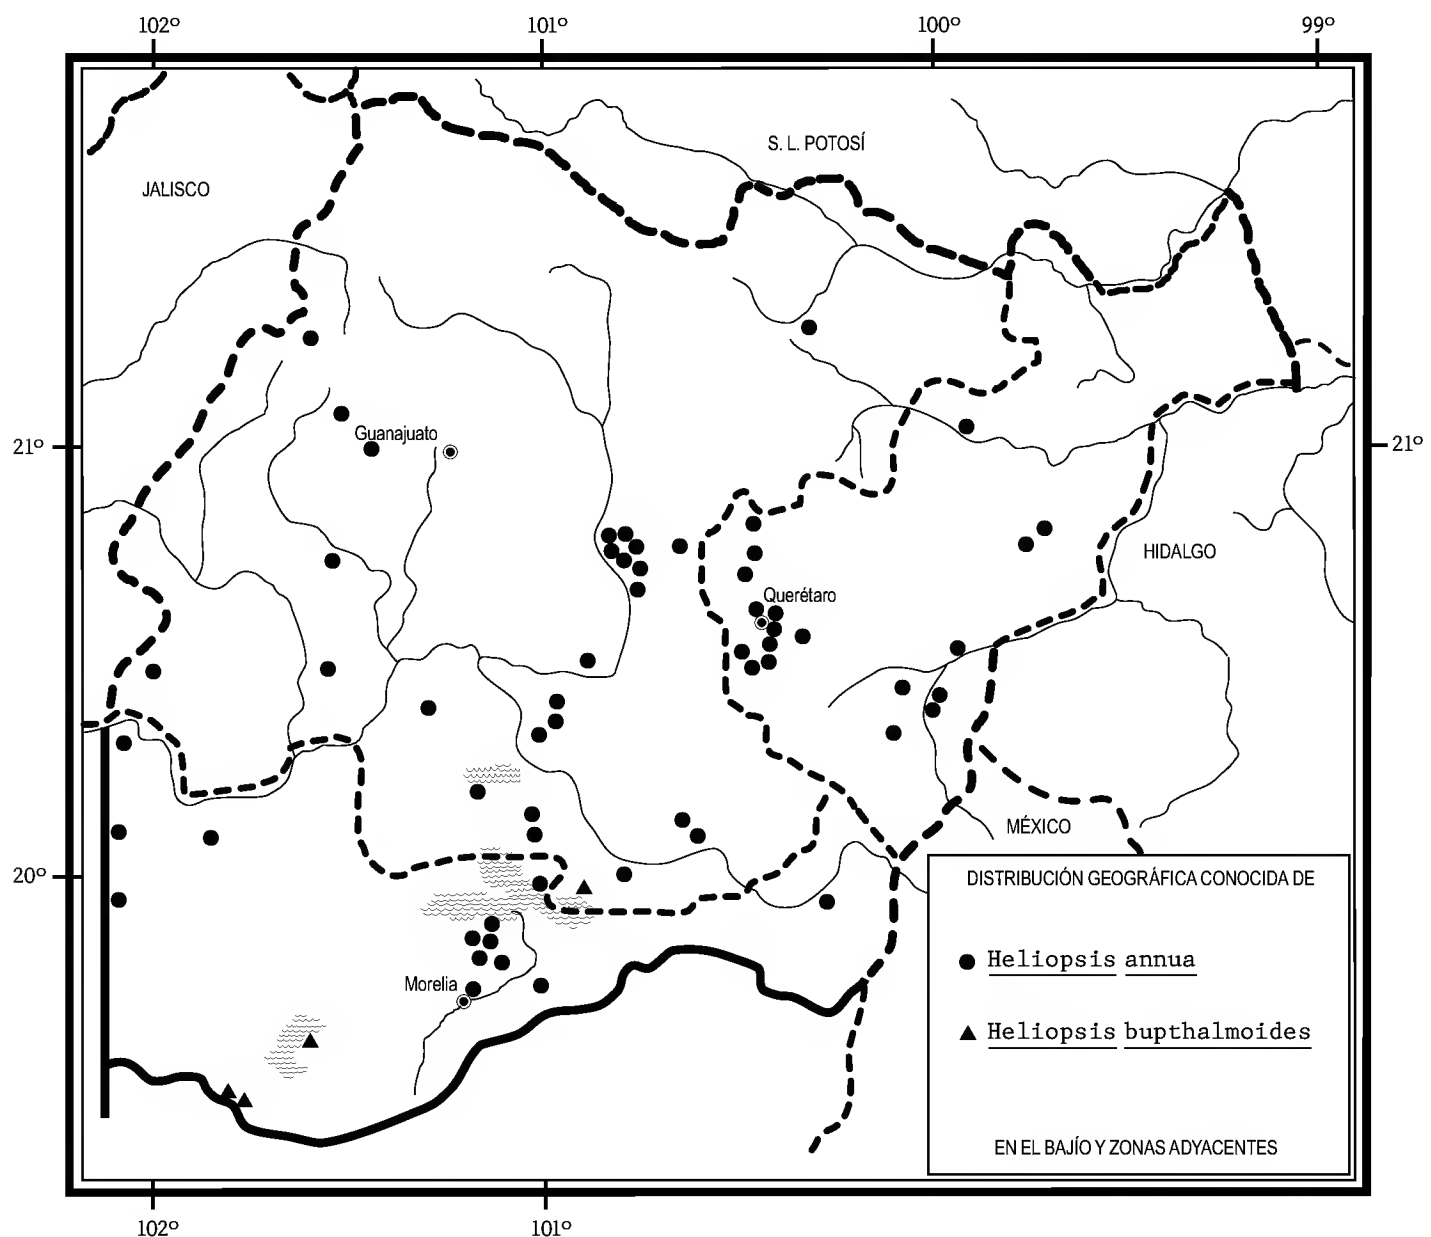 102º 101º 100º 99º
S. L. POTOSÍ
JALISCO
Guanajuato
21º 21º
HIDALGO
Querétaro
MÉXICO
20º
DISTRIBUCIÓN GEOGRÁFICA CONOCIDA DE
Heliopsis annua
Morelia
Heliopsis bupthalmoides
EN EL BAJÍO Y ZONAS ADYACENTES
102º 101º